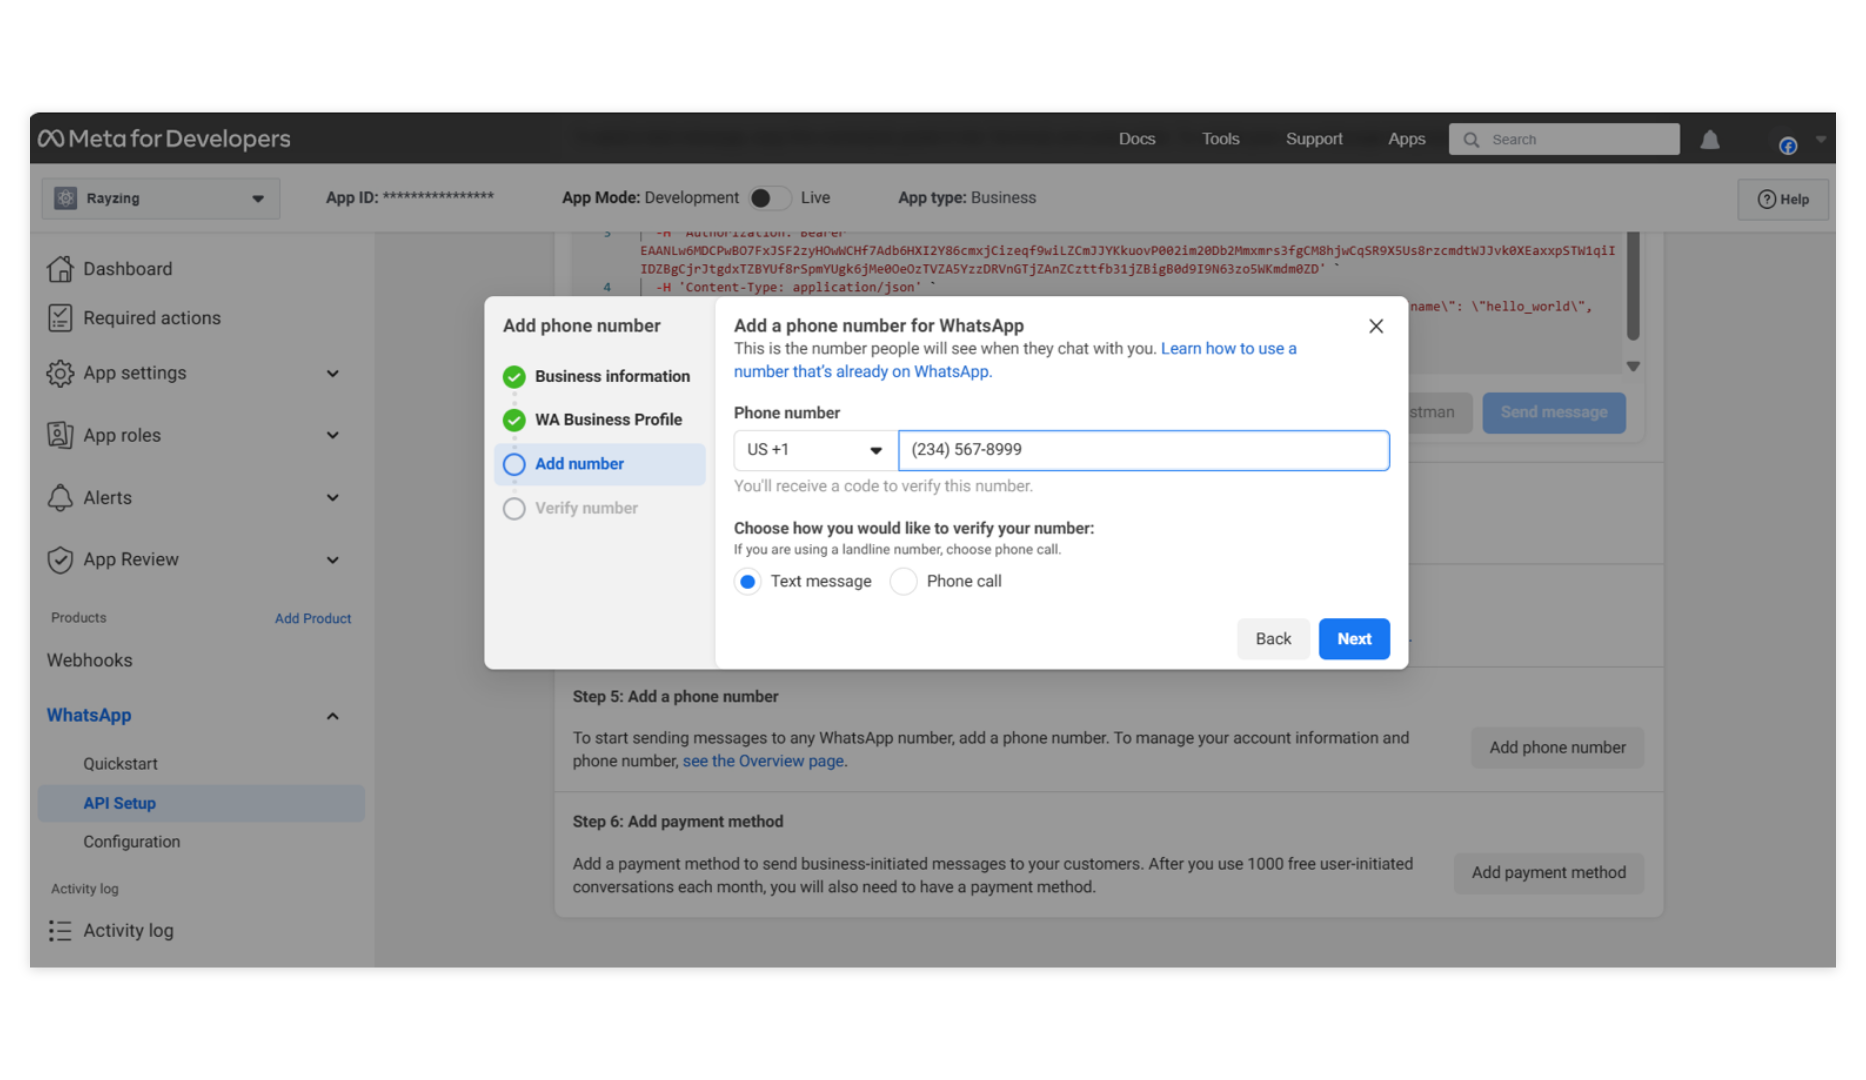 Meta for Developers
Docs
Tools
Support
Apps
Search
Rayzing
App ID: ****************
App Mode: Development
Live
App type: Business
Help
Dashboard
Required actions
App settings
App roles
Alerts
App Review
Products
Add Product
Webhooks
WhatsApp
Quickstart
API Setup
Configuration
Activity log
Activity log
3 -H 'Authorization: Bearer
4 -H 'Content-Type: application/json' `
name\": \"hello_world\",
stman
Send message
Add phone number
Business information
WA Business Profile
Add number
Verify number
Add a phone number for WhatsApp
This is the number people will see when they chat with you. Learn how to use a
number that's already on WhatsApp.
Phone number
US +1
(234) 567-8999
You'll receive a code to verify this number.
Choose how you would like to verify your number:
If you are using a landline number, choose phone call.
Text message
Phone call
Back
Next
Step 5: Add a phone number
To start sending messages to any WhatsApp number, add a phone number. To manage your account information and
phone number, see the Overview page.
Add phone number
Step 6: Add payment method
Add a payment method to send business-initiated messages to your customers. After you use 1000 free user-initiated
conversations each month, you will also need to have a payment method.
Add payment method